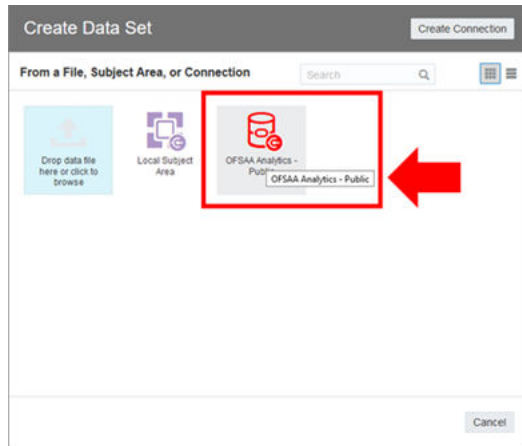 Create Data Set
Create Connection
From a File, Subject Area, or Connection
Search
Drop data file
here or click to
browse
Local Subject
Area
OFSAA Analytics -
Public
OFSAA Analytics - Public
Cancel